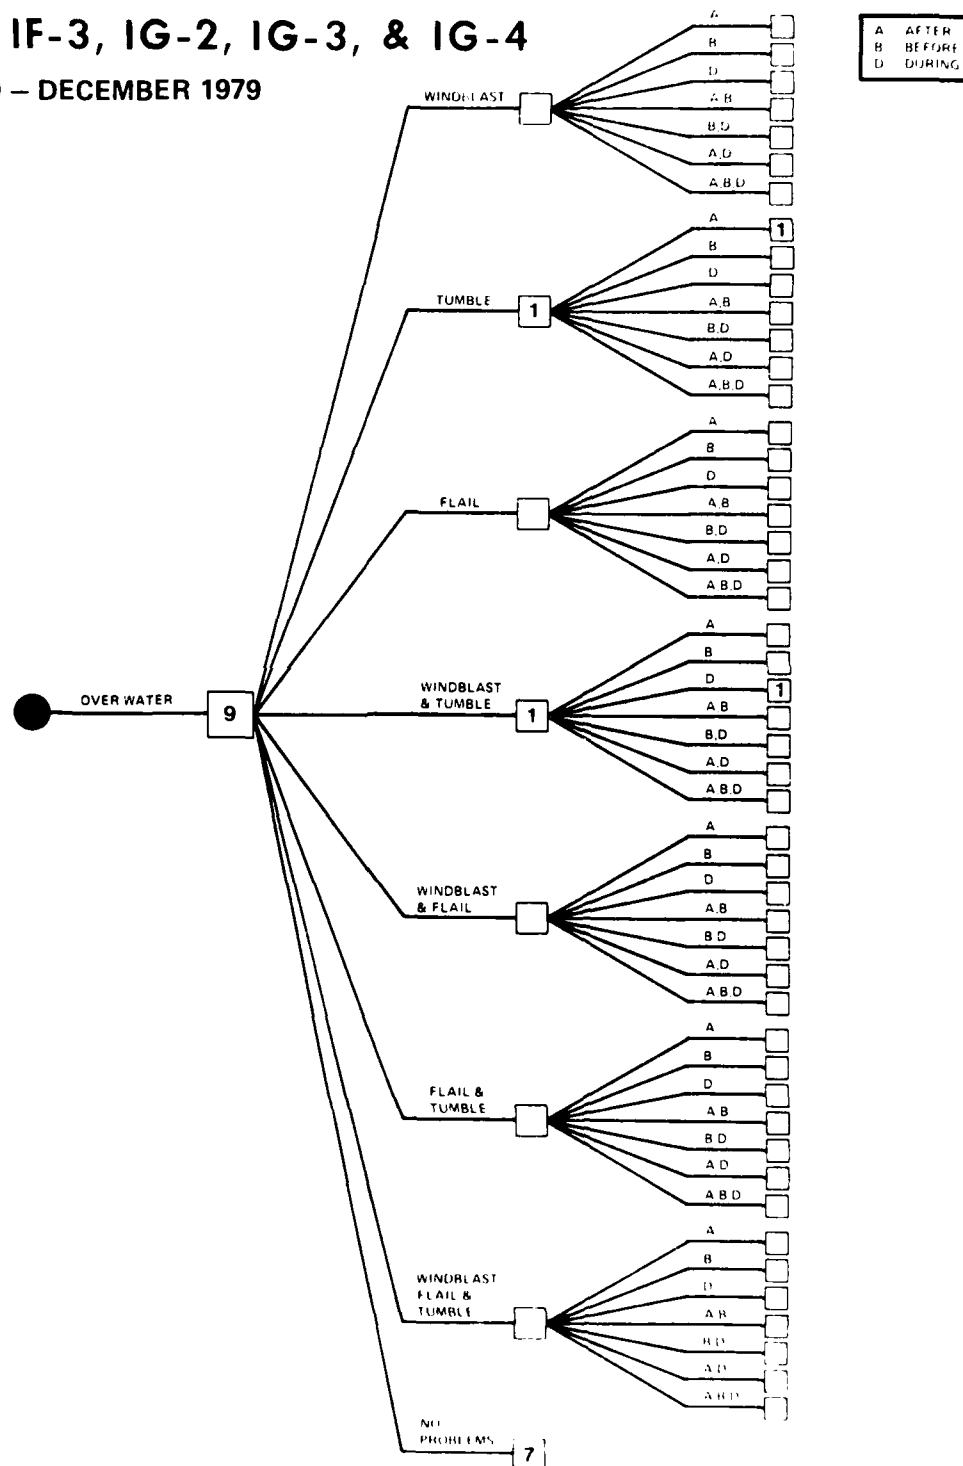 IF-3, IG-2, IG-3, & IG-4
– DECEMBER 1979
A AFTER
B BEFORE
D DURING
WINDBLAST
A
B
D
A,B
B,D
A,D
A,B,D
TUMBLE
1
A
1
B
D
A,B
B,D
A,D
A,B,D
FLAIL
A
B
D
A,B
B,D
A,D
A B,D
OVER WATER
9
WINDBLAST
& TUMBLE
1
A
B
D
1
A B
B,D
A,D
A B,D
WINDBLAST
& FLAIL
A
B
D
A,B
B D
A,D
A B,D
FLAIL &
TUMBLE
A
B
D
A B
B D
A D
A B D
WINDBLAST
FLAIL &
TUMBLE
A
B
D
A B
B D
A D
A B D
NO
PROBLEMS
7